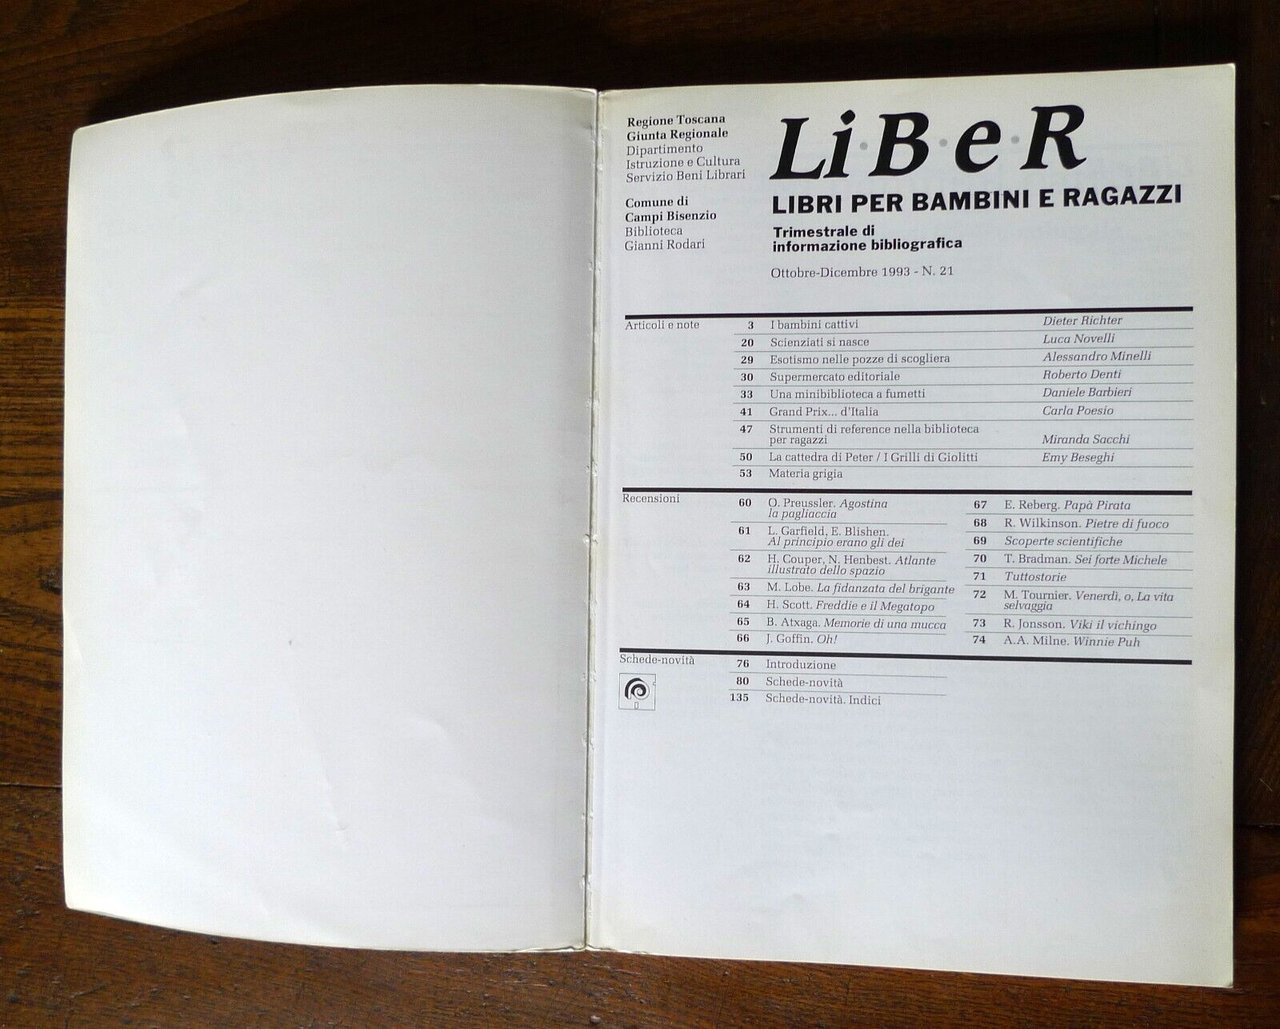 Regione Toscana
Giunta Regionale
Dipartimento
Istruzione e Cultura
Servizio Beni Librari
Comune di
Campi Bisenzio
Biblioteca
Gianni Rodari
Li·B·e·R
LIBRI PER BAMBINI E RAGAZZI
Trimestrale di
informazione bibliografica
Ottobre-Dicembre 1993 - N. 21
Articoli e note
3 I bambini cattivi Dieter Richter
20 Scienziati si nasce Luca Novelli
29 Esotismo nelle pozze di scogliera Alessandro Minelli
30 Supermercato editoriale Roberto Denti
33 Una minibiblioteca a fumetti Daniele Barbieri
41 Grand Prix... d'Italia Carla Poesio
47 Strumenti di reference nella biblioteca
per ragazzi Miranda Sacchi
50 La cattedra di Peter / I Grilli di Giolitti Emy Beseghi
53 Materia grigia
Recensioni
60 O. Preussler. Agostina
la pagliaccia
61 L. Garfield, E. Blishen.
Al principio erano gli dei
62 H. Couper, N. Henbest. Atlante
illustrato dello spazio
63 M. Lobe. La fidanzata del brigante
64 H. Scott. Freddie e il Megatopo
65 B. Atxaga. Memorie di una mucca
66 J. Goffin. Oh!
67 E. Reberg. Papà Pirata
68 R. Wilkinson. Pietre di fuoco
69 Scoperte scientifiche
70 T. Bradman. Sei forte Michele
71 Tuttostorie
72 M. Tournier. Venerdì, o, La vita
selvaggia
73 R. Jonsson. Viki il vichingo
74 A.A. Milne. Winnie Puh
Schede-novità
76 Introduzione
80 Schede-novità
135 Schede-novità. Indici